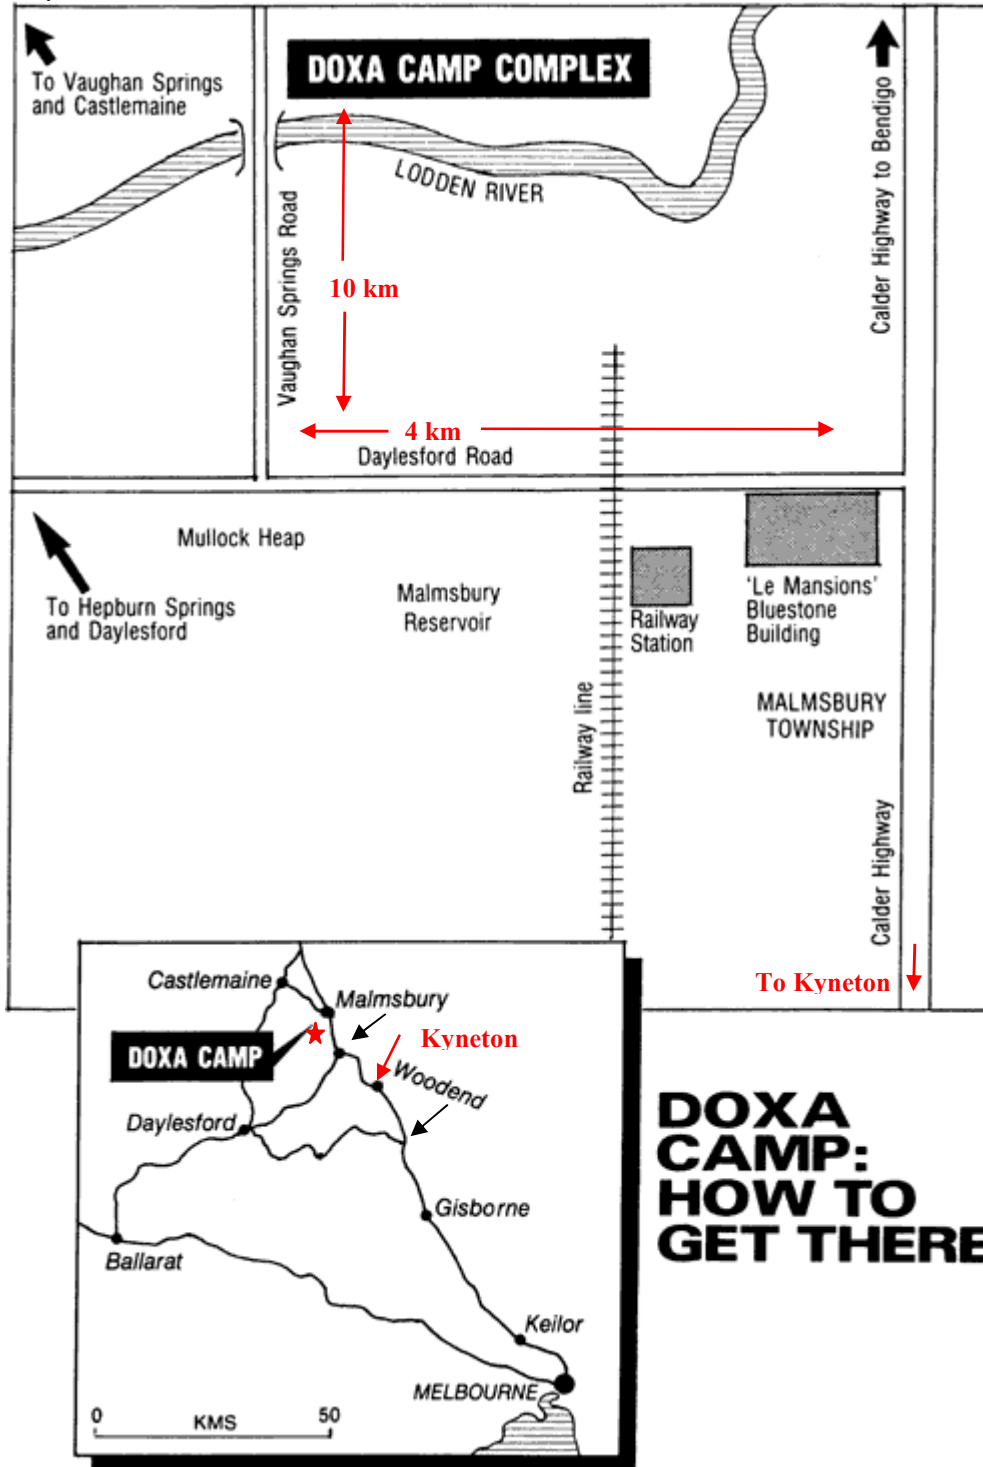 To Vaughan Springs
and Castlemaine
DOXA CAMP COMPLEX
Calder Highway to Bendigo
LODDEN RIVER
Vaughan Springs Road
10 km
4 km
Daylesford Road
Mullock Heap
To Hepburn Springs
and Daylesford
Malmsbury
Reservoir
Railway
Station
'Le Mansions'
Bluestone
Building
MALMSBURY
TOWNSHIP
Railway line
Calder Highway
To Kyneton
Castlemaine
Malmsbury
DOXA CAMP
Kyneton
Woodend
Daylesford
Gisborne
Ballarat
Keilor
MELBOURNE
0
KMS
50
DOXA
CAMP:
HOW TO
GET THERE